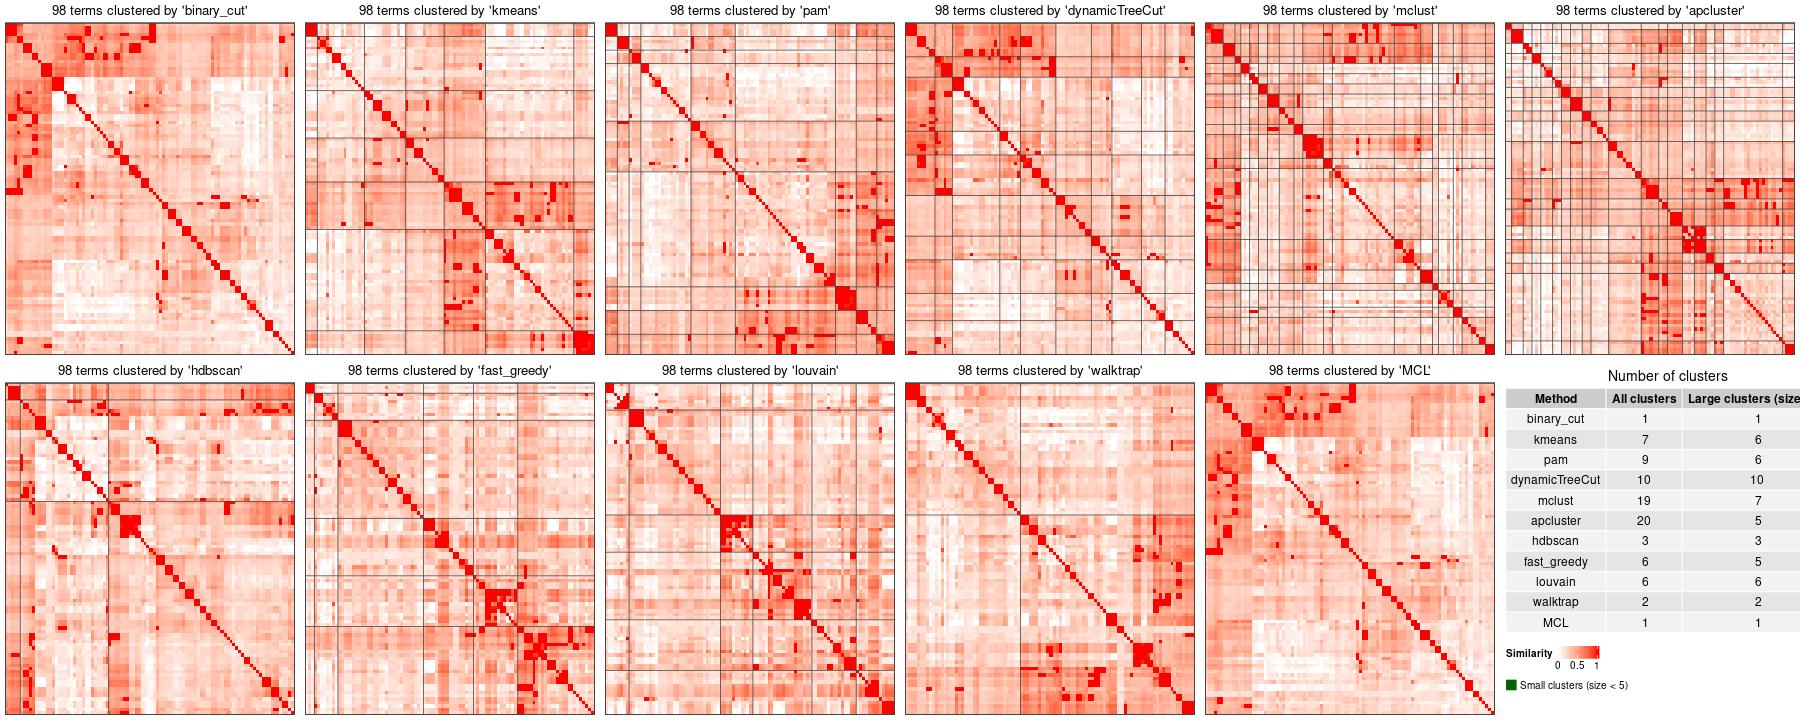 98 terms clustered by 'binary_cut'
98 terms clustered by 'kmeans'
98 terms clustered by 'pam'
98 terms clustered by 'dynamicTreeCut'
98 terms clustered by 'mclust'
98 terms clustered by 'apcluster'
98 terms clustered by 'hdbscan'
98 terms clustered by 'fast_greedy'
98 terms clustered by 'louvain'
98 terms clustered by 'walktrap'
98 terms clustered by 'MCL'
Number of clusters
Method All clusters Large clusters (size
binary_cut 1 1
kmeans 7 6
pam 9 6
dynamicTreeCut 10 10
mclust 19 7
apcluster 20 5
hdbscan 3 3
fast_greedy 6 5
louvain 6 6
walktrap 2 2
MCL 1 1
Similarity
0 0.5 1
Small clusters (size < 5)